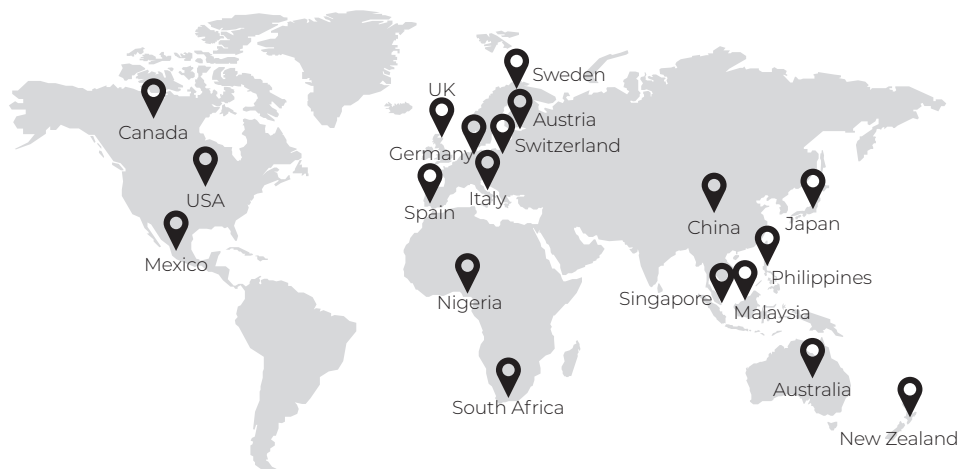 Sweden
UK
Austria
Canada
Switzerland
Germany
USA
Italy
Spain
China
Japan
Mexico
Philippines
Singapore
Nigeria
Malaysia
Australia
South Africa
New Zealand